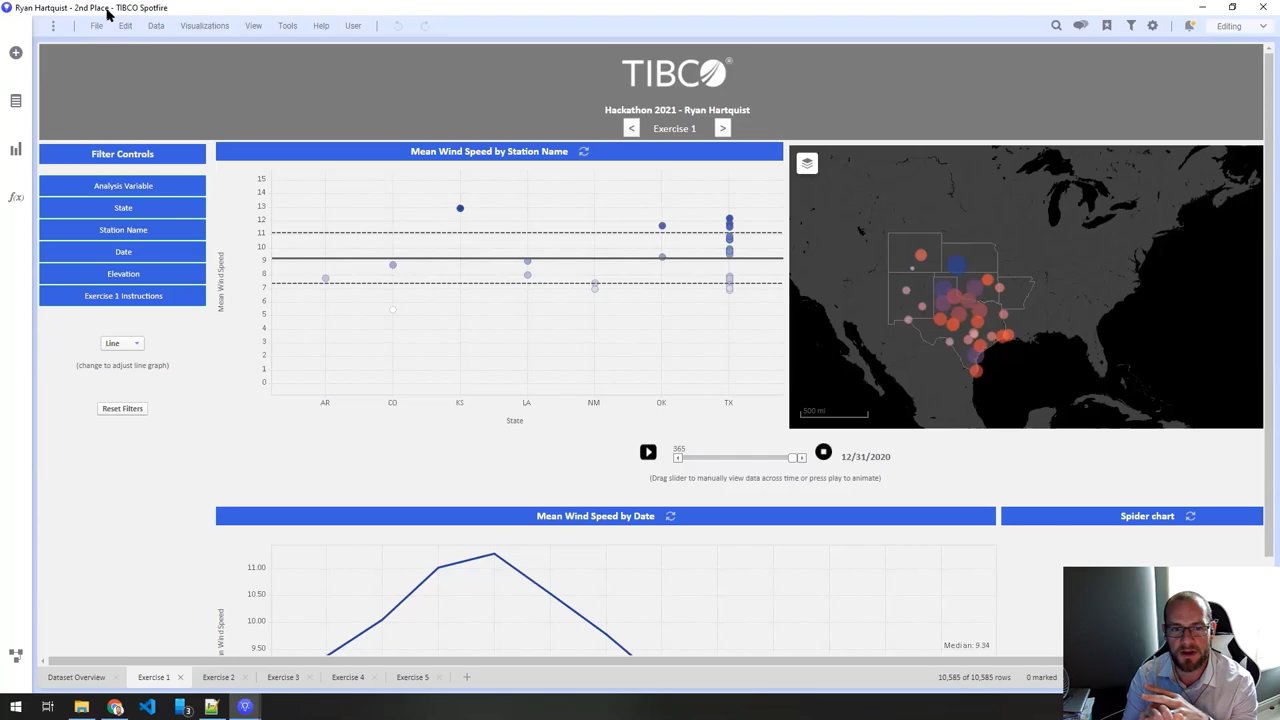 Ryan Hartquist - 2nd Place - TIBCO Spotfire
File Edit Data Visualizations View Tools Help User
Editing
TIBCO®
Hackathon 2021 - Ryan Hartquist
< Exercise 1 >
Filter Controls
Analysis Variable
State
Station Name
Date
Elevation
Exercise 1 Instructions
Line
(change to adjust line graph)
Reset Filters
Mean Wind Speed by Station Name
Mean Wind Speed
15
14
13
12
11
10
9
8
7
6
5
4
3
2
1
0
AR CO KS LA NM OK TX
State
500 mi
365
12/31/2020
(Drag slider to manually view data across time or press play to animate)
Mean Wind Speed by Date
Spider chart
11.00
10.50
10.00
9.50
Median: 9.34
Dataset Overview Exercise 1 Exercise 2 Exercise 3 Exercise 4 Exercise 5
10,585 of 10,585 rows 0 marked
f(x)